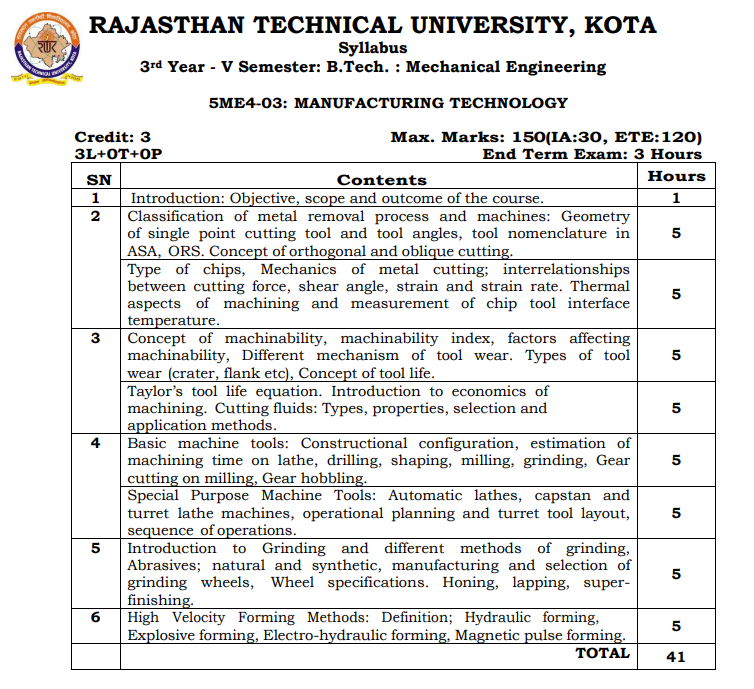 RAJASTHAN TECHNICAL UNIVERSITY, KOTA
Syllabus
3rd Year - V Semester: B.Tech. : Mechanical Engineering
5ME4-03: MANUFACTURING TECHNOLOGY
Credit: 3 Max. Marks: 150(IA:30, ETE:120)
3L+0T+0P End Term Exam: 3 Hours
SN Contents Hours
1 Introduction: Objective, scope and outcome of the course. 1
2 Classification of metal removal process and machines: Geometry
of single point cutting tool and tool angles, tool nomenclature in 5
ASA, ORS. Concept of orthogonal and oblique cutting.
Type of chips, Mechanics of metal cutting; interrelationships
between cutting force, shear angle, strain and strain rate. Thermal 5
aspects of machining and measurement of chip tool interface
temperature.
3 Concept of machinability, machinability index, factors affecting
machinability, Different mechanism of tool wear. Types of tool 5
wear (crater, flank etc), Concept of tool life.
Taylor's tool life equation. Introduction to economics of
machining. Cutting fluids: Types, properties, selection and 5
application methods.
4 Basic machine tools: Constructional configuration, estimation of
machining time on lathe, drilling, shaping, milling, grinding, Gear 5
cutting on milling, Gear hobbling.
Special Purpose Machine Tools: Automatic lathes, capstan and
turret lathe machines, operational planning and turret tool layout, 5
sequence of operations.
5 Introduction to Grinding and different methods of grinding,
Abrasives; natural and synthetic, manufacturing and selection of 5
grinding wheels, Wheel specifications. Honing, lapping, super-
finishing.
6 High Velocity Forming Methods: Definition; Hydraulic forming,
Explosive forming, Electro-hydraulic forming, Magnetic pulse forming. 5
TOTAL 41